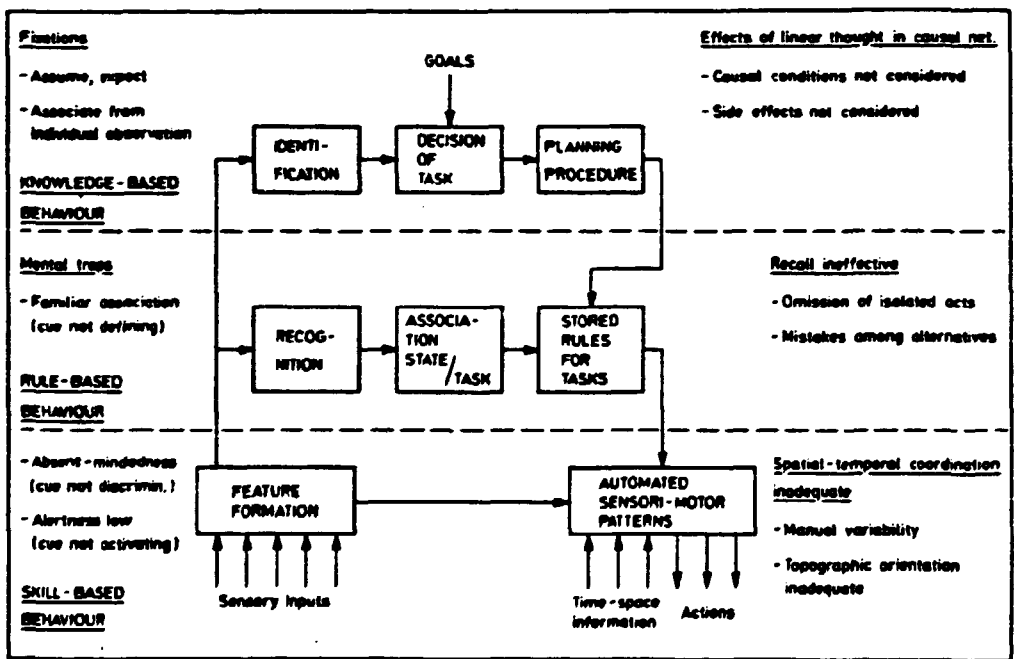 Fixations
- Assume, expect
- Associate from
individual observation
KNOWLEDGE-BASED
BEHAVIOUR
GOALS
IDENTI-
FICATION
DECISION
OF
TASK
PLANNING
PROCEDURE
Effects of linear thought in causal net.
- Causal conditions not considered
- Side effects not considered
Mental traps
- Familiar association
(cue not defining)
RULE-BASED
BEHAVIOUR
RECOG-
NITION
ASSOCIA-
TION
STATE/TASK
STORED
RULES
FOR
TASKS
Recall ineffective
- Omission of isolated acts
- Mistakes among alternatives
- Absent-mindedness
(cue not discrimin.)
- Alertness low
(cue not activating)
SKILL-BASED
BEHAVIOUR
FEATURE
FORMATION
Sensory inputs
AUTOMATED
SENSORI-MOTOR
PATTERNS
Time-space
information
Actions
Spatial-temporal coordination
inadequate
- Manual variability
- Topographic orientation
inadequate